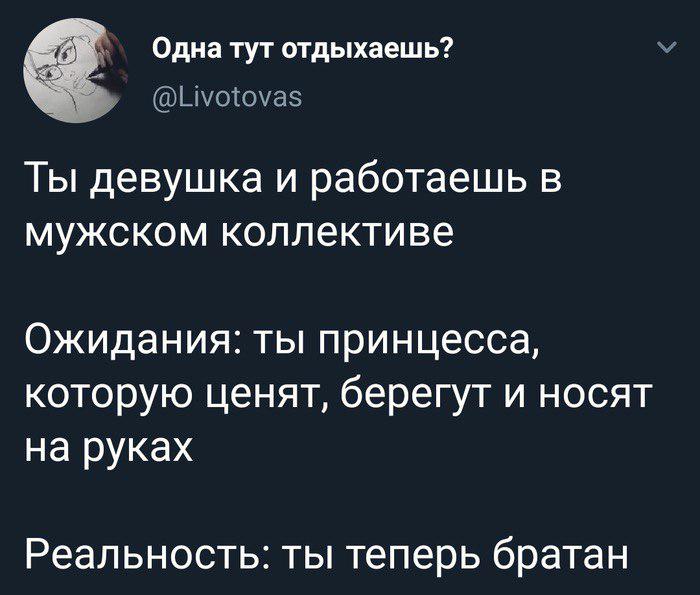 Одна тут отдыхаешь?
@Livotovas
Ты девушка и работаешь в
мужском коллективе
Ожидания: ты принцесса,
которую ценят, берегут и носят
на руках
Реальность: ты теперь братан